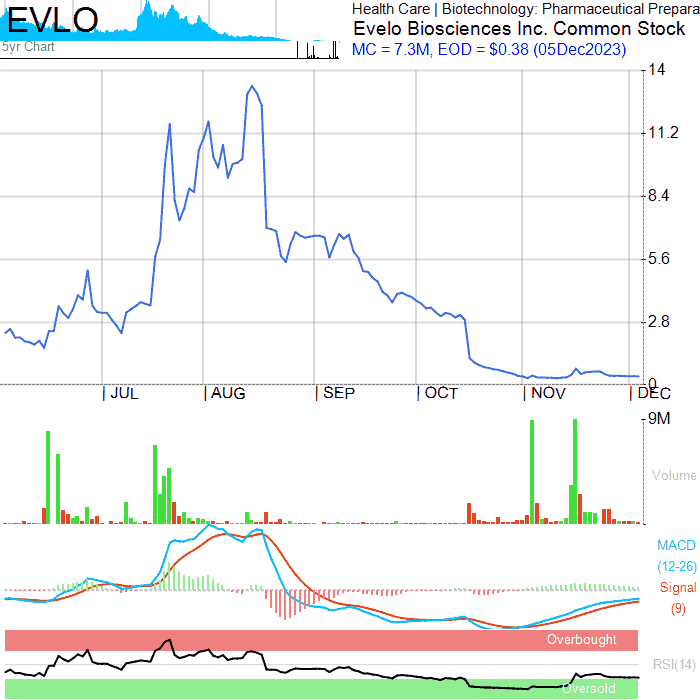 EVLO
5yr Chart
Health Care | Biotechnology: Pharmaceutical Prepara
Evelo Biosciences Inc. Common Stock
MC = 7.3M, EOD = $0.38 (05Dec2023)
14
11.2
8.4
5.6
2.8
0
JUL AUG SEP OCT NOV DEC
9M
Volume
MACD
(12-26)
Signal
(9)
Overbought
RSI(14)
Oversold